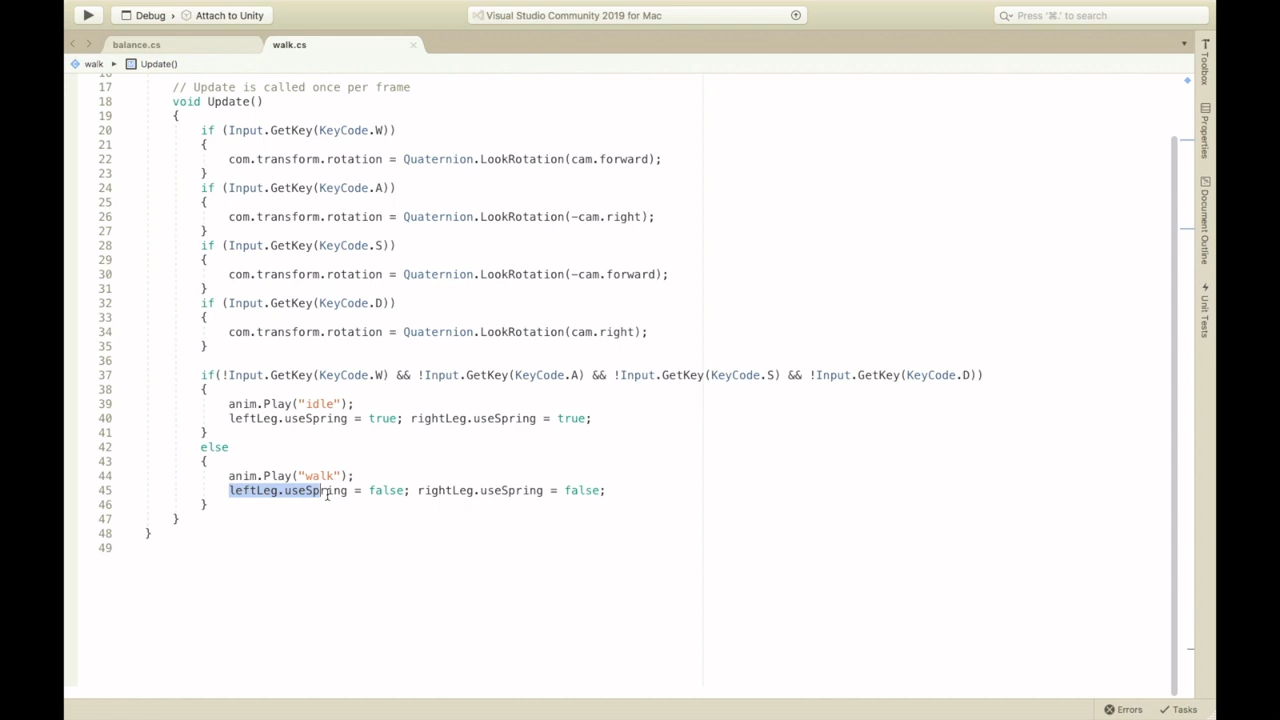 Debug › Attach to Unity
Visual Studio Community 2019 for Mac
Press '⌘.' to search
balance.cs
walk.cs
walk ▸ Update()
17 // Update is called once per frame
18 void Update()
19 {
20 if (Input.GetKey(KeyCode.W))
21 {
22 com.transform.rotation = Quaternion.LookRotation(cam.forward);
23 }
24 if (Input.GetKey(KeyCode.A))
25 {
26 com.transform.rotation = Quaternion.LookRotation(-cam.right);
27 }
28 if (Input.GetKey(KeyCode.S))
29 {
30 com.transform.rotation = Quaternion.LookRotation(-cam.forward);
31 }
32 if (Input.GetKey(KeyCode.D))
33 {
34 com.transform.rotation = Quaternion.LookRotation(cam.right);
35 }
36
37 if(!Input.GetKey(KeyCode.W) && !Input.GetKey(KeyCode.A) && !Input.GetKey(KeyCode.S) && !Input.GetKey(KeyCode.D))
38 {
39 anim.Play("idle");
40 leftLeg.useSpring = true; rightLeg.useSpring = true;
41 }
42 else
43 {
44 anim.Play("walk");
45 leftLeg.useSpring = false; rightLeg.useSpring = false;
46 }
47 }
48 }
49
Toolbox
Properties
Document Outline
Unit Tests
Errors
Tasks